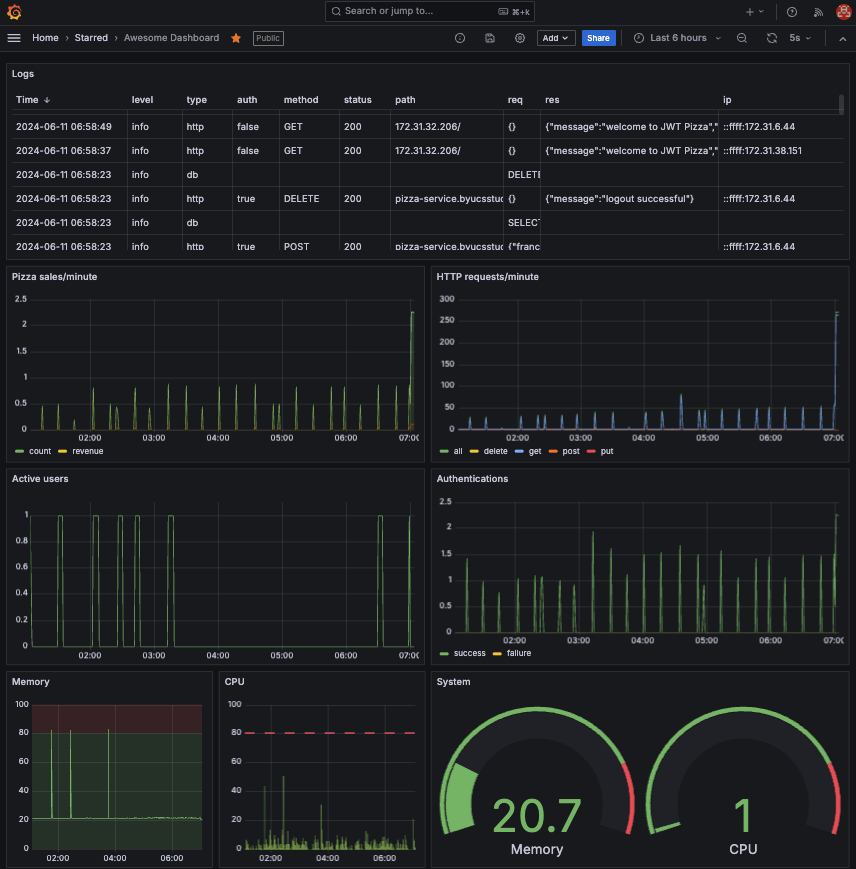 Search or jump to... ⌘+k
Home › Starred › Awesome Dashboard Public Add Share Last 6 hours 5s
Logs
Time level type auth method status path req res ip
2024-06-11 06:58:49 info http false GET 200 172.31.32.206/ {} {"message":"welcome to JWT Pizza"," ::ffff:172.31.6.44
2024-06-11 06:58:37 info http false GET 200 172.31.32.206/ {} {"message":"welcome to JWT Pizza"," ::ffff:172.31.38.151
2024-06-11 06:58:23 info db DELETE
2024-06-11 06:58:23 info http true DELETE 200 pizza-service.byucsstud {} {"message":"logout successful"} ::ffff:172.31.6.44
2024-06-11 06:58:23 info db SELECT
2024-06-11 06:58:23 info http true POST 200 pizza-service.byucsstud {"franc ::ffff:172.31.6.44
Pizza sales/minute
2.5
2
1.5
1
0.5
0
02:00 03:00 04:00 05:00 06:00 07:00
count revenue
HTTP requests/minute
300
250
200
150
100
50
0
02:00 03:00 04:00 05:00 06:00 07:00
all delete get post put
Active users
1
0.8
0.6
0.4
0.2
0
02:00 03:00 04:00 05:00 06:00 07:00
Authentications
2.5
2
1.5
1
0.5
0
02:00 03:00 04:00 05:00 06:00 07:00
success failure
Memory
100
80
60
40
20
0
02:00 04:00 06:00
CPU
100
80
60
40
20
0
02:00 04:00 06:00
System
20.7
Memory
1
CPU